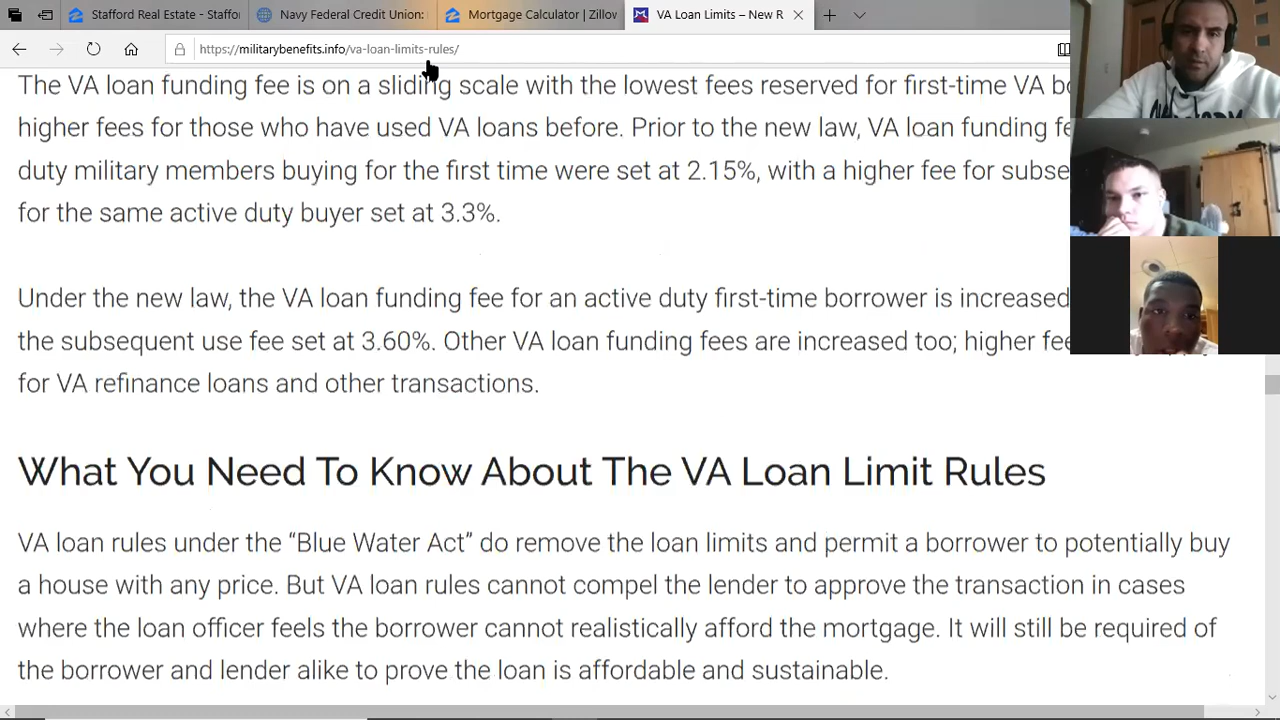 Stafford Real Estate - Staffor
Navy Federal Credit Union:
Mortgage Calculator | Zillow
VA Loan Limits – New R
https://militarybenefits.info/va-loan-limits-rules/
The VA loan funding fee is on a sliding scale with the lowest fees reserved for first-time VA bo
higher fees for those who have used VA loans before. Prior to the new law, VA loan funding fe
duty military members buying for the first time were set at 2.15%, with a higher fee for subse
for the same active duty buyer set at 3.3%.
Under the new law, the VA loan funding fee for an active duty first-time borrower is increased
the subsequent use fee set at 3.60%. Other VA loan funding fees are increased too; higher fee
for VA refinance loans and other transactions.
What You Need To Know About The VA Loan Limit Rules
VA loan rules under the “Blue Water Act” do remove the loan limits and permit a borrower to potentially buy
a house with any price. But VA loan rules cannot compel the lender to approve the transaction in cases
where the loan officer feels the borrower cannot realistically afford the mortgage. It will still be required of
the borrower and lender alike to prove the loan is affordable and sustainable.